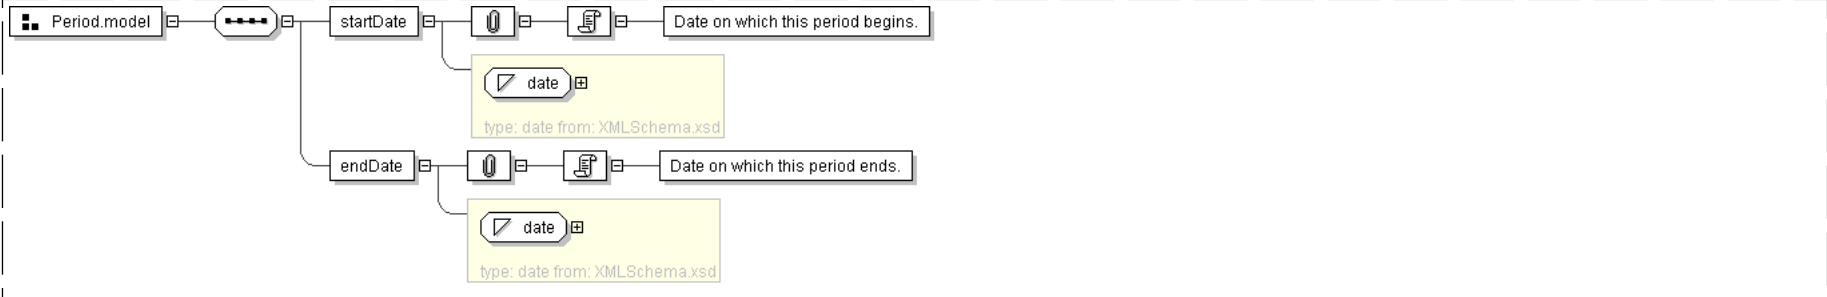 Period.model
startDate
Date on which this period begins.
date
type: date from: XMLSchema.xsd
endDate
Date on which this period ends.
date
type: date from: XMLSchema.xsd